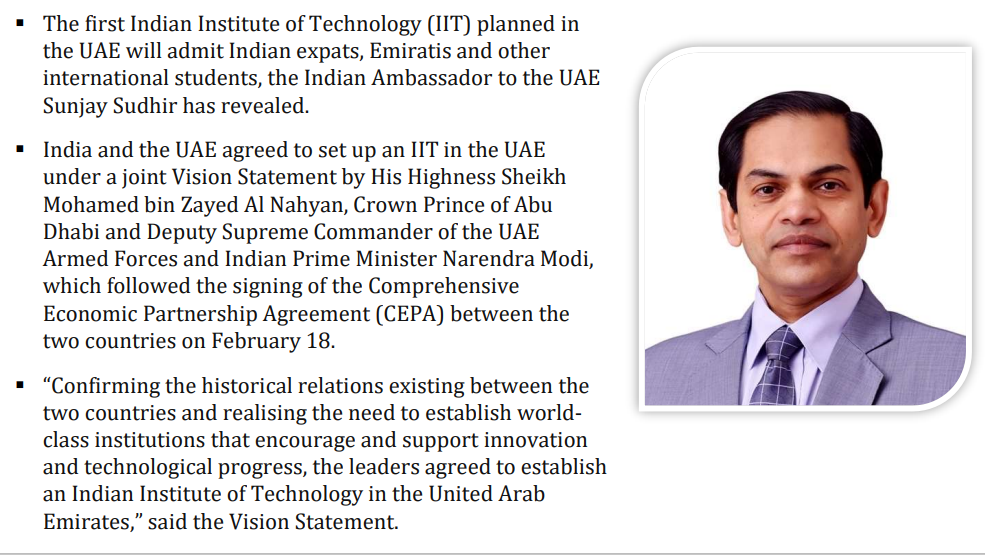 ▪ The first Indian Institute of Technology (IIT) planned in
the UAE will admit Indian expats, Emiratis and other
international students, the Indian Ambassador to the UAE
Sunjay Sudhir has revealed.
▪ India and the UAE agreed to set up an IIT in the UAE
under a joint Vision Statement by His Highness Sheikh
Mohamed bin Zayed Al Nahyan, Crown Prince of Abu
Dhabi and Deputy Supreme Commander of the UAE
Armed Forces and Indian Prime Minister Narendra Modi,
which followed the signing of the Comprehensive
Economic Partnership Agreement (CEPA) between the
two countries on February 18.
▪ “Confirming the historical relations existing between the
two countries and realising the need to establish world-
class institutions that encourage and support innovation
and technological progress, the leaders agreed to establish
an Indian Institute of Technology in the United Arab
Emirates,” said the Vision Statement.